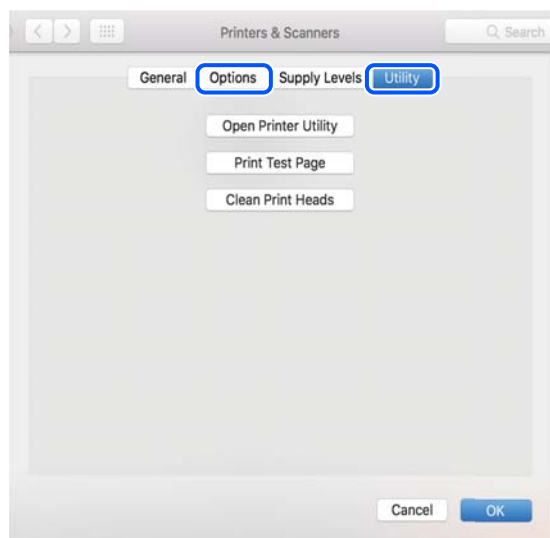 Printers & Scanners
Search
General Options Supply Levels Utility
Open Printer Utility
Print Test Page
Clean Print Heads
Cancel OK